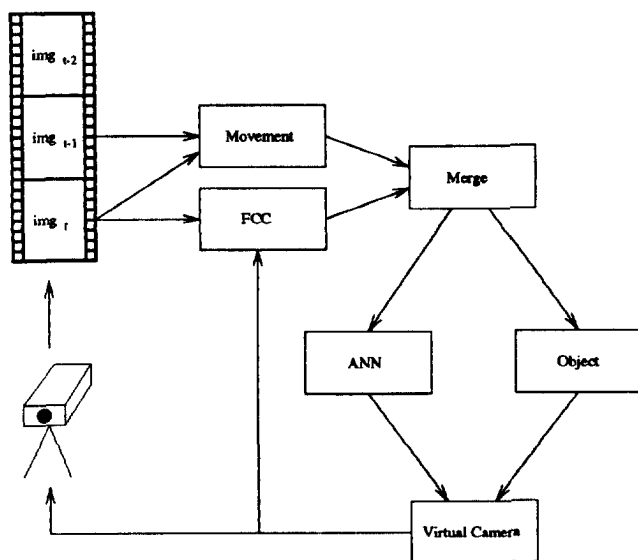 img t-2
img t-1
Movement
Merge
img t
FCC
ANN
Object
Virtual Camera